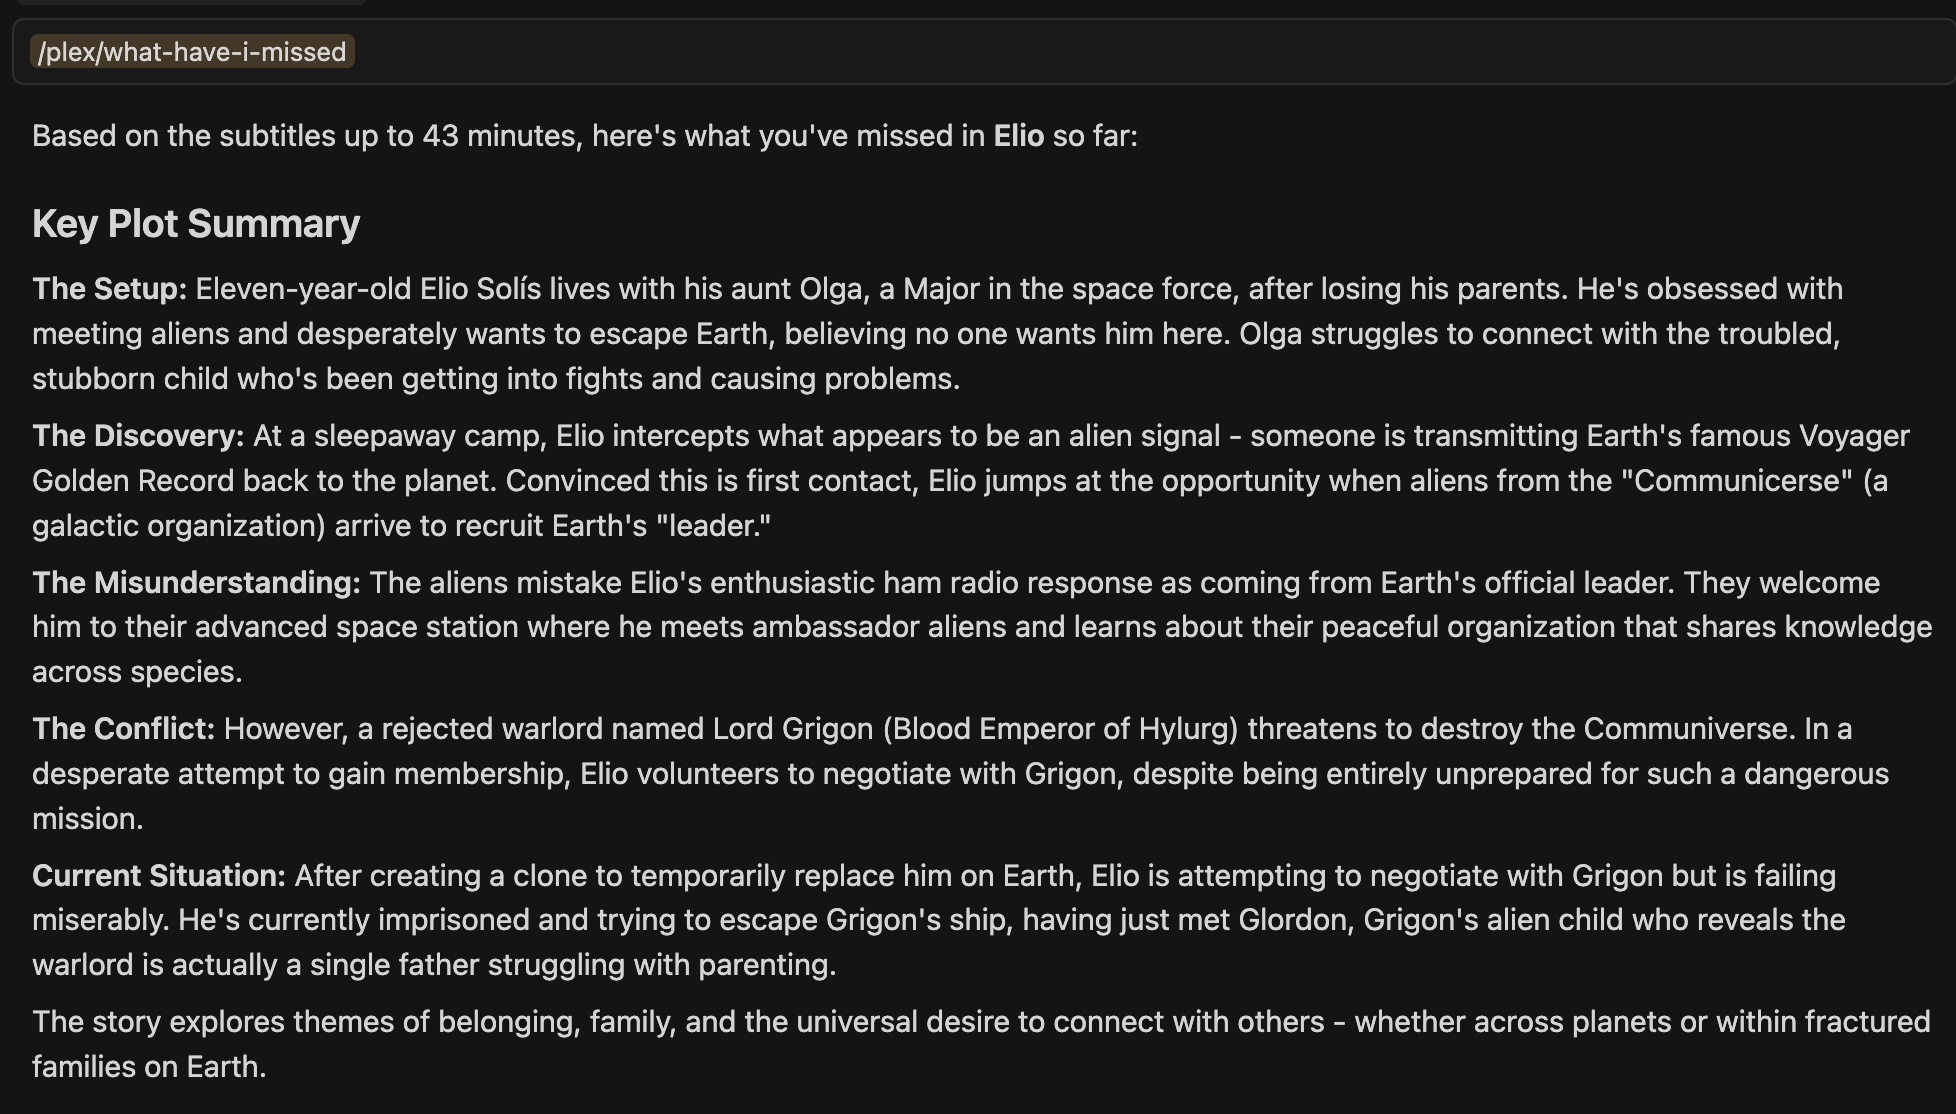 /plex/what-have-i-missed
Based on the subtitles up to 43 minutes, here's what you've missed in Elio so far:
Key Plot Summary
The Setup: Eleven-year-old Elio Solís lives with his aunt Olga, a Major in the space force, after losing his parents. He's obsessed with
meeting aliens and desperately wants to escape Earth, believing no one wants him here. Olga struggles to connect with the troubled,
stubborn child who's been getting into fights and causing problems.
The Discovery: At a sleepaway camp, Elio intercepts what appears to be an alien signal - someone is transmitting Earth's famous Voyager
Golden Record back to the planet. Convinced this is first contact, Elio jumps at the opportunity when aliens from the "Communicerse" (a
galactic organization) arrive to recruit Earth's "leader."
The Misunderstanding: The aliens mistake Elio's enthusiastic ham radio response as coming from Earth's official leader. They welcome
him to their advanced space station where he meets ambassador aliens and learns about their peaceful organization that shares knowledge
across species.
The Conflict: However, a rejected warlord named Lord Grigon (Blood Emperor of Hylurg) threatens to destroy the Communiverse. In a
desperate attempt to gain membership, Elio volunteers to negotiate with Grigon, despite being entirely unprepared for such a dangerous
mission.
Current Situation: After creating a clone to temporarily replace him on Earth, Elio is attempting to negotiate with Grigon but is failing
miserably. He's currently imprisoned and trying to escape Grigon's ship, having just met Glordon, Grigon's alien child who reveals the
warlord is actually a single father struggling with parenting.
The story explores themes of belonging, family, and the universal desire to connect with others - whether across planets or within fractured
families on Earth.